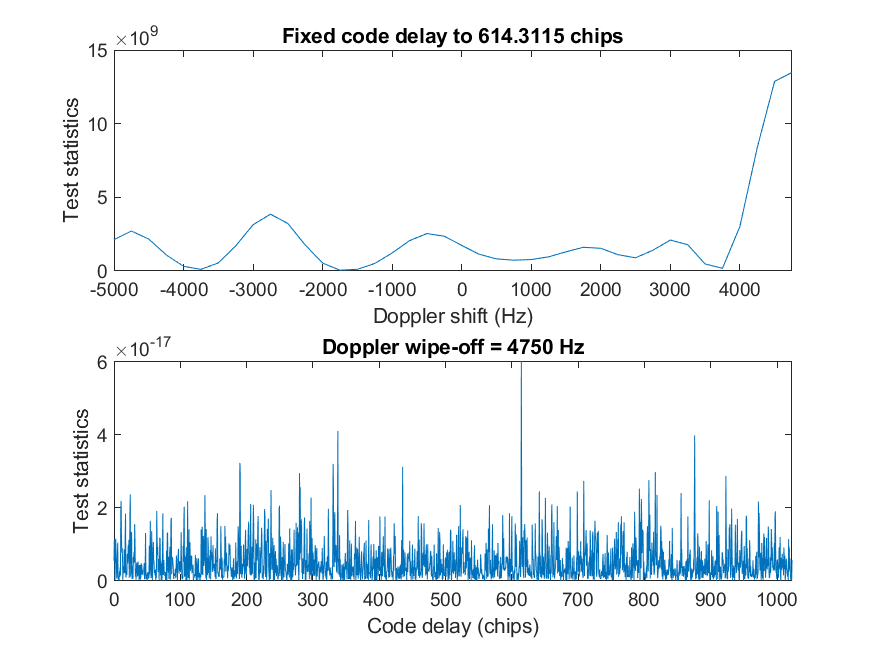 ×10^9
Fixed code delay to 614.3115 chips
15
10
5
0
Test statistics
-5000 -4000 -3000 -2000 -1000 0 1000 2000 3000 4000
Doppler shift (Hz)
×10^-17
Doppler wipe-off = 4750 Hz
6
4
2
0
Test statistics
0 100 200 300 400 500 600 700 800 900 1000
Code delay (chips)